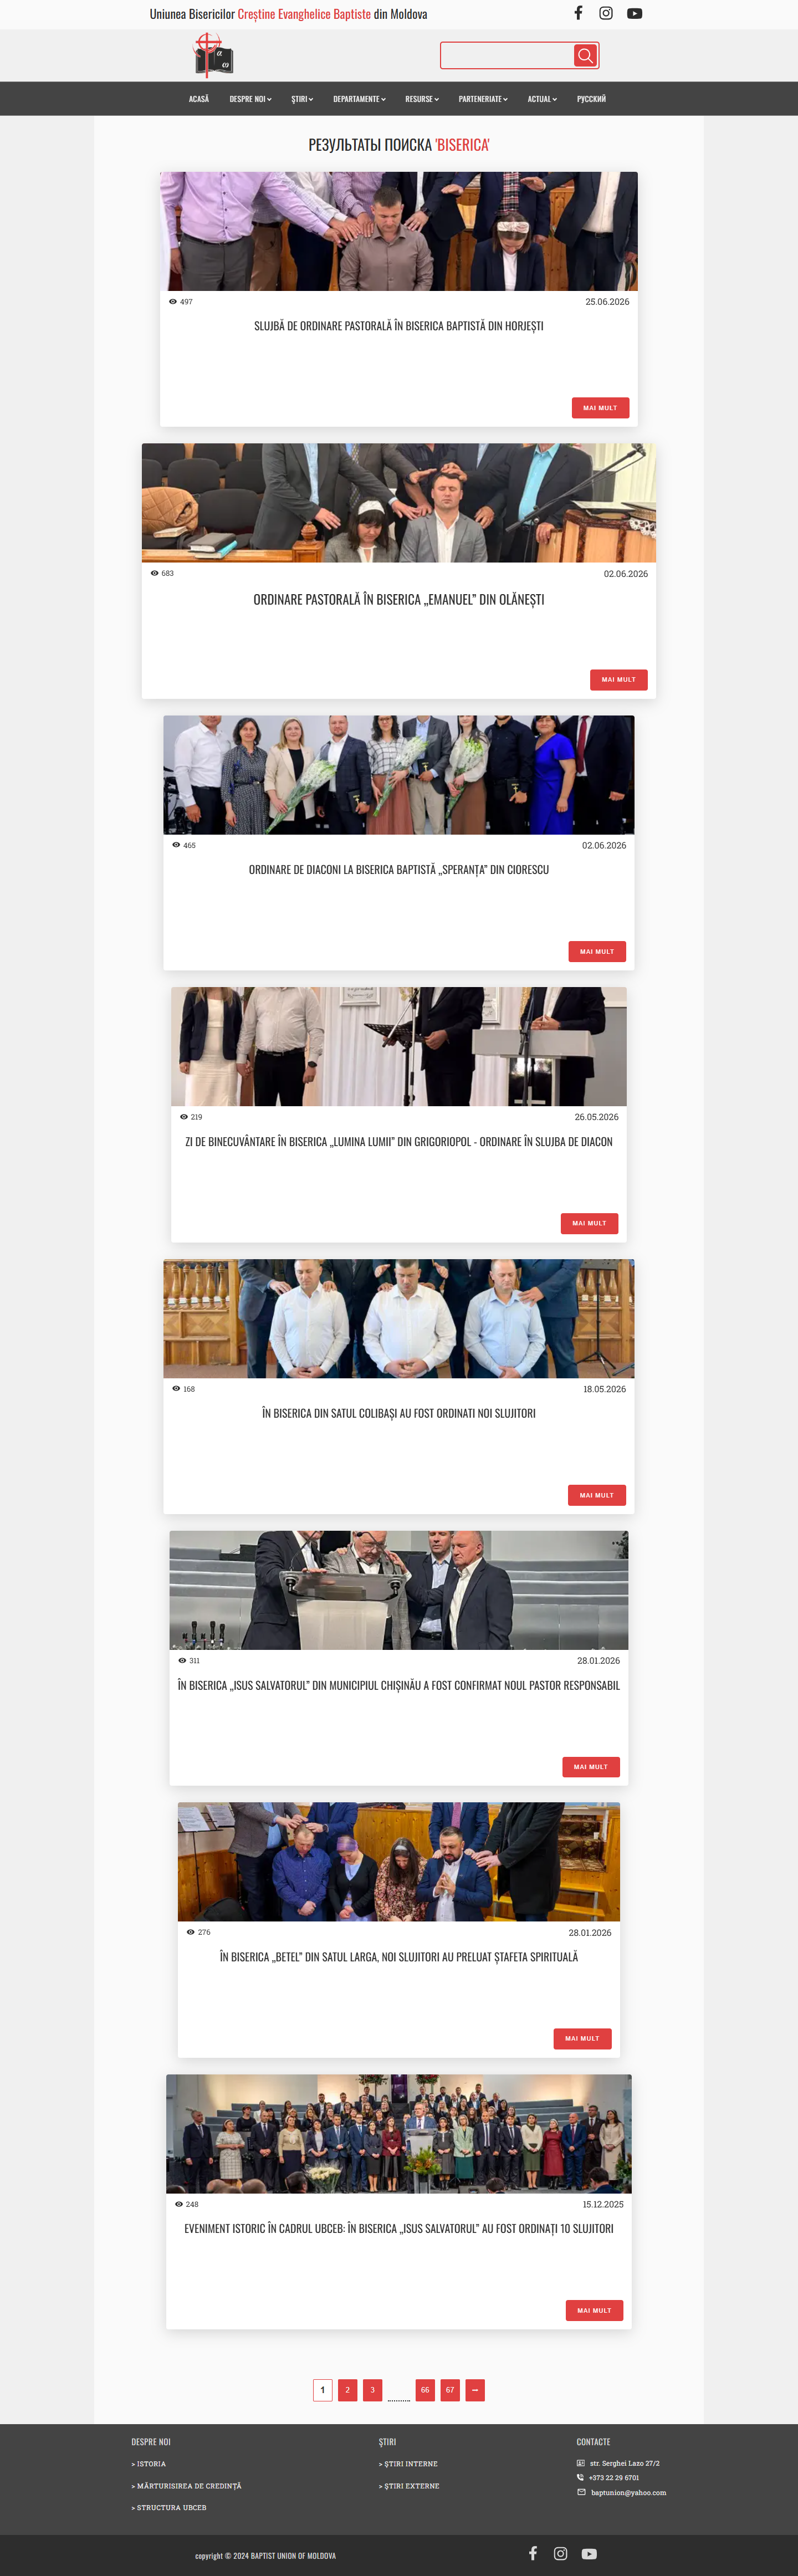 Uniunea Bisericilor Creștine Evanghelice Baptiste din Moldova
α ω
ACASĂ DESPRE NOI ȘTIRI DEPARTAMENTE RESURSE PARTENERIATE ACTUAL РУССКИЙ
РЕЗУЛЬТАТЫ ПОИСКА 'BISERICA'
497 25.06.2026
SLUJBĂ DE ORDINARE PASTORALĂ ÎN BISERICA BAPTISTĂ DIN HORJEȘTI
MAI MULT
683 02.06.2026
ORDINARE PASTORALĂ ÎN BISERICA „EMANUEL” DIN OLĂNEȘTI
MAI MULT
465 02.06.2026
ORDINARE DE DIACONI LA BISERICA BAPTISTĂ „SPERANȚA” DIN CIORESCU
MAI MULT
219 26.05.2026
ZI DE BINECUVÂNTARE ÎN BISERICA „LUMINA LUMII” DIN GRIGORIOPOL - ORDINARE ÎN SLUJBA DE DIACON
MAI MULT
168 18.05.2026
ÎN BISERICA DIN SATUL COLIBAȘI AU FOST ORDINATI NOI SLUJITORI
MAI MULT
311 28.01.2026
ÎN BISERICA „ISUS SALVATORUL” DIN MUNICIPIUL CHIȘINĂU A FOST CONFIRMAT NOUL PASTOR RESPONSABIL
MAI MULT
276 28.01.2026
ÎN BISERICA „BETEL” DIN SATUL LARGA, NOI SLUJITORI AU PRELUAT ȘTAFETA SPIRITUALĂ
MAI MULT
248 15.12.2025
EVENIMENT ISTORIC ÎN CADRUL UBCEB: ÎN BISERICA „ISUS SALVATORUL” AU FOST ORDINAȚI 10 SLUJITORI
MAI MULT
1 2 3 ........ 66 67
DESPRE NOI
> ISTORIA
> MĂRTURISIREA DE CREDINȚĂ
> STRUCTURA UBCEB
ȘTIRI
> ȘTIRI INTERNE
> ȘTIRI EXTERNE
CONTACTE
str. Serghei Lazo 27/2
+373 22 29 6701
baptunion@yahoo.com
copyright © 2024 BAPTIST UNION OF MOLDOVA